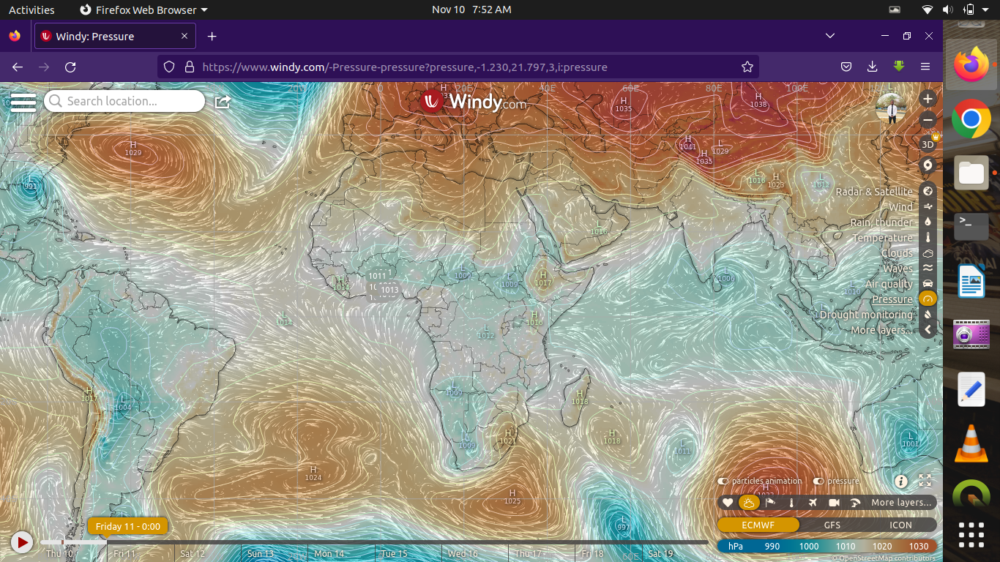 Activities
Firefox Web Browser
Nov 10 7:52 AM
Windy: Pressure
https://www.windy.com/-Pressure-pressure?pressure,-1.230,21.797,3,i:pressure
Search location...
Windy.com
20W
0
20E
40E
60E
80E
100E
H
1035
H
1038
H
1029
H
1041
L
1029
H
1035
3D
L
991
L
1016
H
1023
L
1012
Radar & Satellite
Wind
Rain, thunder
Temperature
Clouds
Waves
Air quality
Pressure
Drought monitoring
More layers...
L
1016
H
1014
1011
1013
L
1009
L
1009
H
1017
L
1006
L
1010
L
1014
L
1012
H
1016
H
1017
L
1004
L
1009
H
1018
L
1009
H
1021
H
1018
L
1011
L
1001
H
1024
H
1025
L
997
H
particles animation
pressure
More layers...
ECMWF
GFS
ICON
hPa 990 1000 1010 1020 1030
© OpenStreetMap contributors
Friday 11 - 0:00
Thu 10
Fri 11
Sat 12
Sun 13
Mon 14
Tue 15
Wed 16
Thu 17
Fri 18
Sat 19
20W
20E
60E